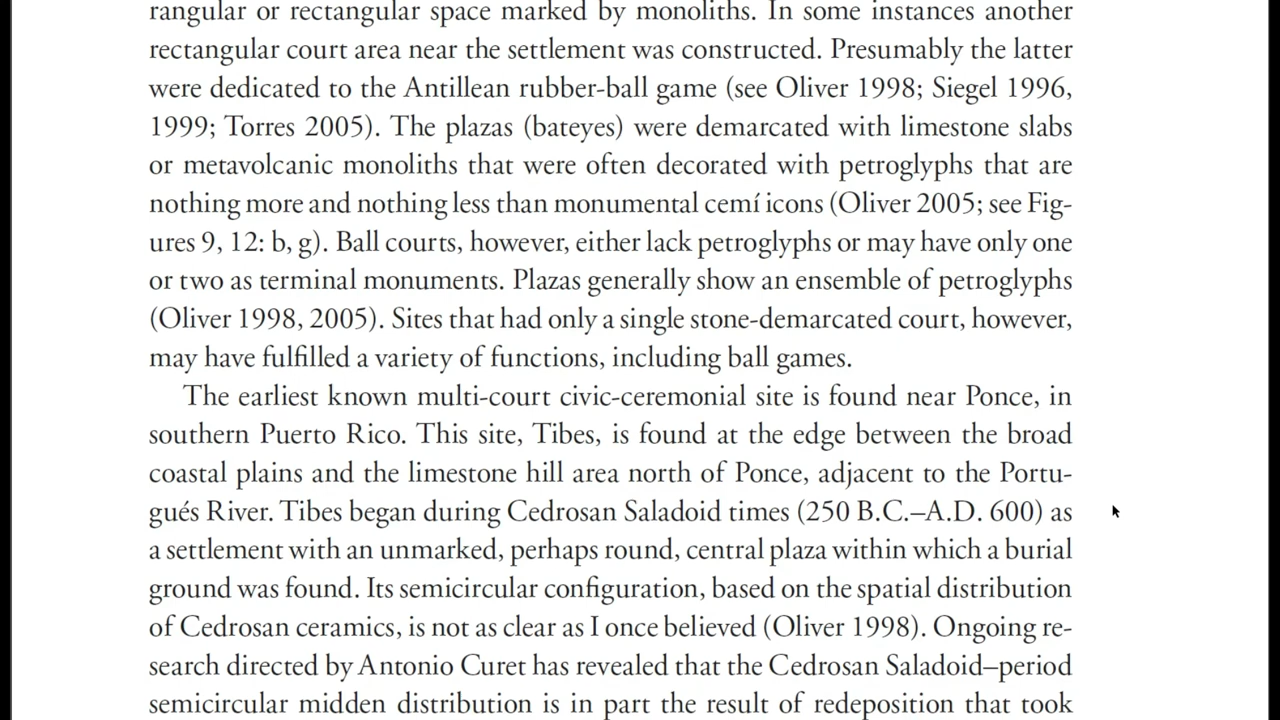 rangular or rectangular space marked by monoliths. In some instances another
rectangular court area near the settlement was constructed. Presumably the latter
were dedicated to the Antillean rubber-ball game (see Oliver 1998; Siegel 1996,
1999; Torres 2005). The plazas (bateyes) were demarcated with limestone slabs
or metavolcanic monoliths that were often decorated with petroglyphs that are
nothing more and nothing less than monumental cemí icons (Oliver 2005; see Fig-
ures 9, 12: b, g). Ball courts, however, either lack petroglyphs or may have only one
or two as terminal monuments. Plazas generally show an ensemble of petroglyphs
(Oliver 1998, 2005). Sites that had only a single stone-demarcated court, however,
may have fulfilled a variety of functions, including ball games.
The earliest known multi-court civic-ceremonial site is found near Ponce, in
southern Puerto Rico. This site, Tibes, is found at the edge between the broad
coastal plains and the limestone hill area north of Ponce, adjacent to the Portu-
gués River. Tibes began during Cedrosan Saladoid times (250 B.C.–A.D. 600) as
a settlement with an unmarked, perhaps round, central plaza within which a burial
ground was found. Its semicircular configuration, based on the spatial distribution
of Cedrosan ceramics, is not as clear as I once believed (Oliver 1998). Ongoing re-
search directed by Antonio Curet has revealed that the Cedrosan Saladoid–period
semicircular midden distribution is in part the result of redeposition that took